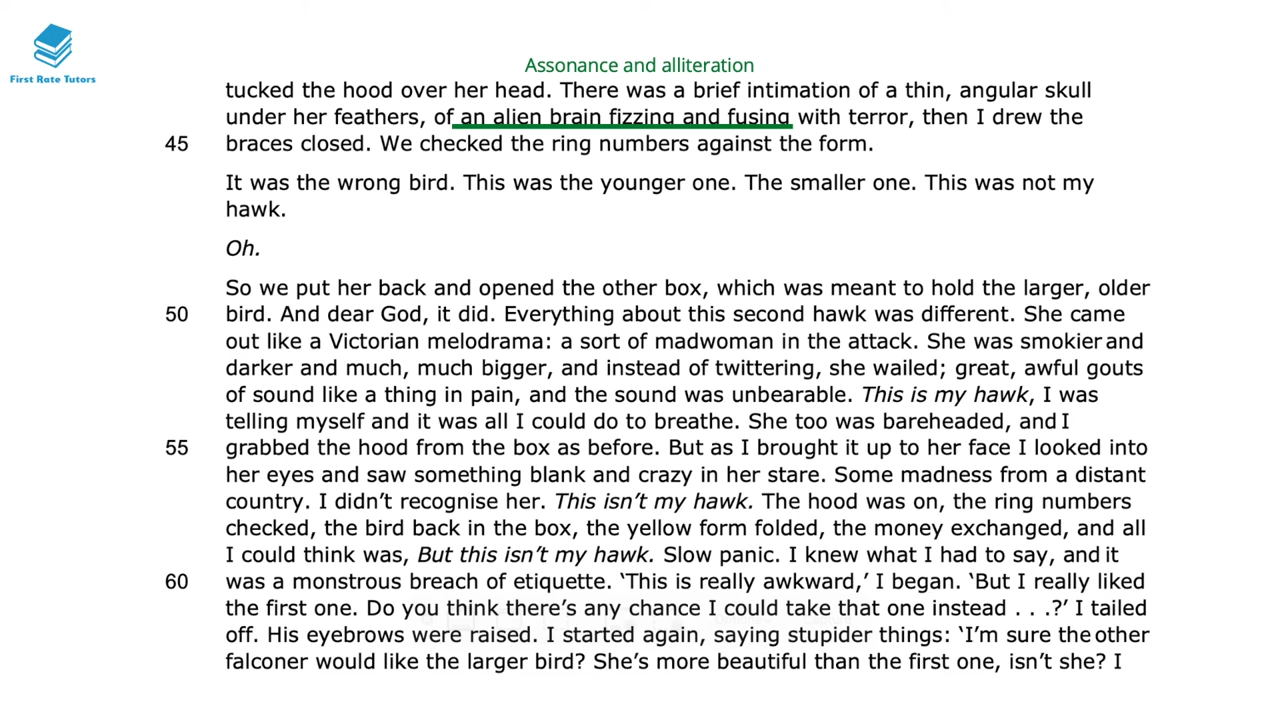 First Rate Tutors
Assonance and alliteration
tucked the hood over her head. There was a brief intimation of a thin, angular skull
under her feathers, of an alien brain fizzing and fusing with terror, then I drew the
45 braces closed. We checked the ring numbers against the form.
It was the wrong bird. This was the younger one. The smaller one. This was not my
hawk.
Oh.
So we put her back and opened the other box, which was meant to hold the larger, older
50 bird. And dear God, it did. Everything about this second hawk was different. She came
out like a Victorian melodrama: a sort of madwoman in the attack. She was smokier and
darker and much, much bigger, and instead of twittering, she wailed; great, awful gouts
of sound like a thing in pain, and the sound was unbearable. This is my hawk, I was
telling myself and it was all I could do to breathe. She too was bareheaded, and I
55 grabbed the hood from the box as before. But as I brought it up to her face I looked into
her eyes and saw something blank and crazy in her stare. Some madness from a distant
country. I didn't recognise her. This isn't my hawk. The hood was on, the ring numbers
checked, the bird back in the box, the yellow form folded, the money exchanged, and all
I could think was, But this isn't my hawk. Slow panic. I knew what I had to say, and it
60 was a monstrous breach of etiquette. ‘This is really awkward,’ I began. ‘But I really liked
the first one. Do you think there's any chance I could take that one instead . . .?’ I tailed
off. His eyebrows were raised. I started again, saying stupider things: ‘I'm sure the other
falconer would like the larger bird? She's more beautiful than the first one, isn't she? I